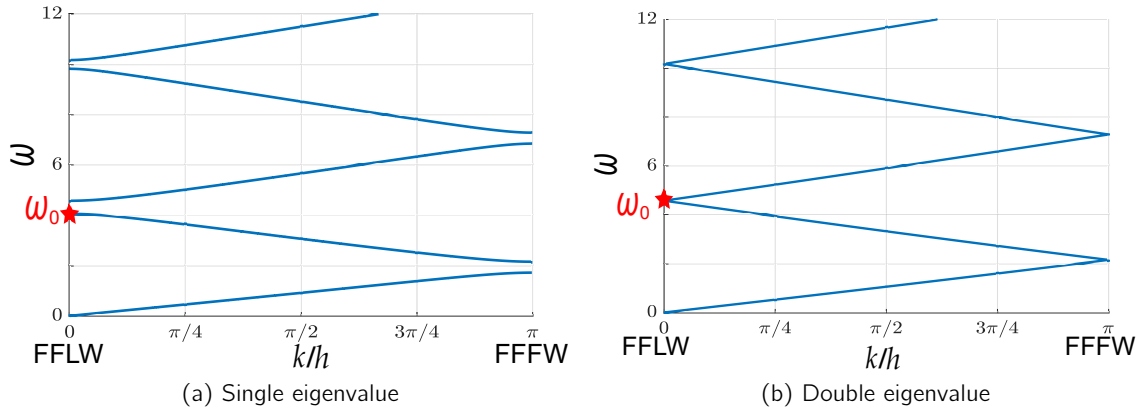 12
6
0
ω
ω₀
0
π/4
π/2
3π/4
π
FFLW
k/h
FFFW
(a) Single eigenvalue
12
6
0
ω
ω₀
0
π/4
π/2
3π/4
π
FFLW
k/h
FFFW
(b) Double eigenvalue